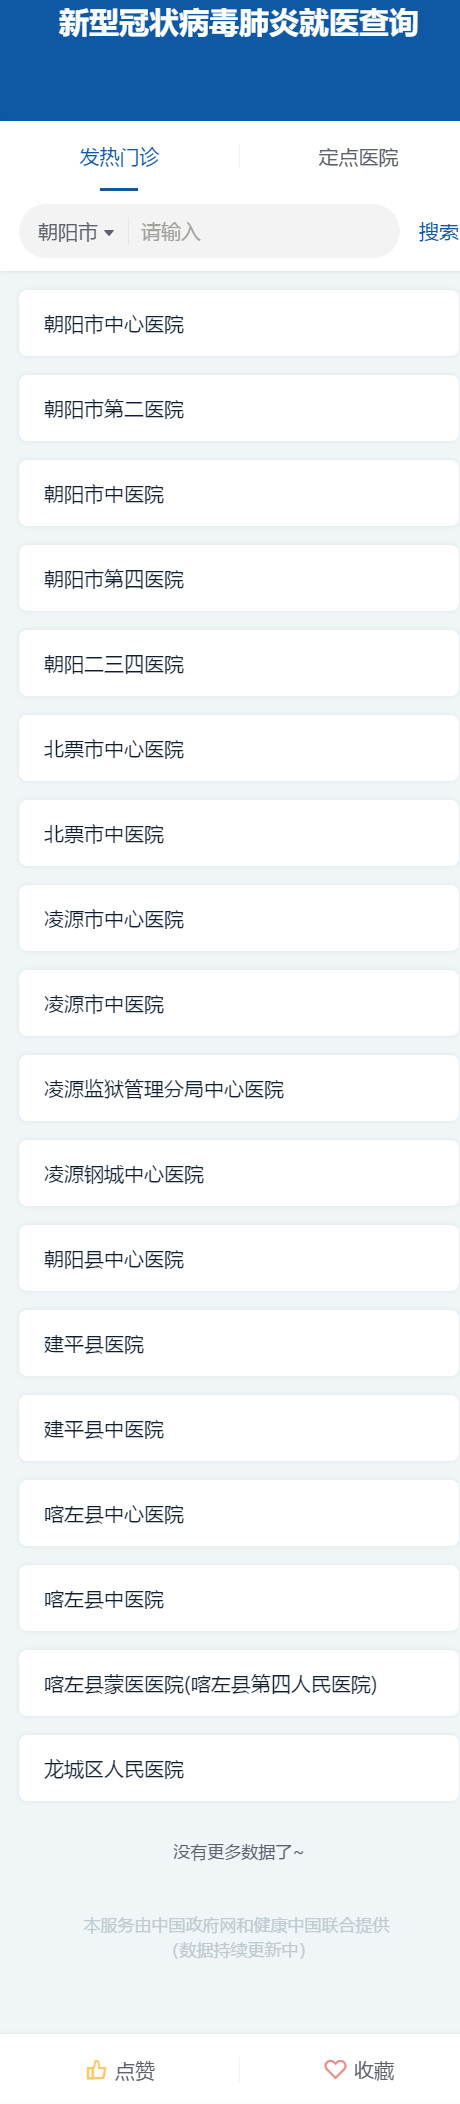 新型冠状病毒肺炎就医查询
发热门诊 定点医院
朝阳市 请输入 搜索
朝阳市中心医院
朝阳市第二医院
朝阳市中医院
朝阳市第四医院
朝阳二三四医院
北票市中心医院
北票市中医院
凌源市中心医院
凌源市中医院
凌源监狱管理分局中心医院
凌源钢城中心医院
朝阳县中心医院
建平县医院
建平县中医院
喀左县中心医院
喀左县中医院
喀左县蒙医医院(喀左县第四人民医院)
龙城区人民医院
没有更多数据了~
本服务由中国政府网和健康中国联合提供
(数据持续更新中)
点赞 收藏